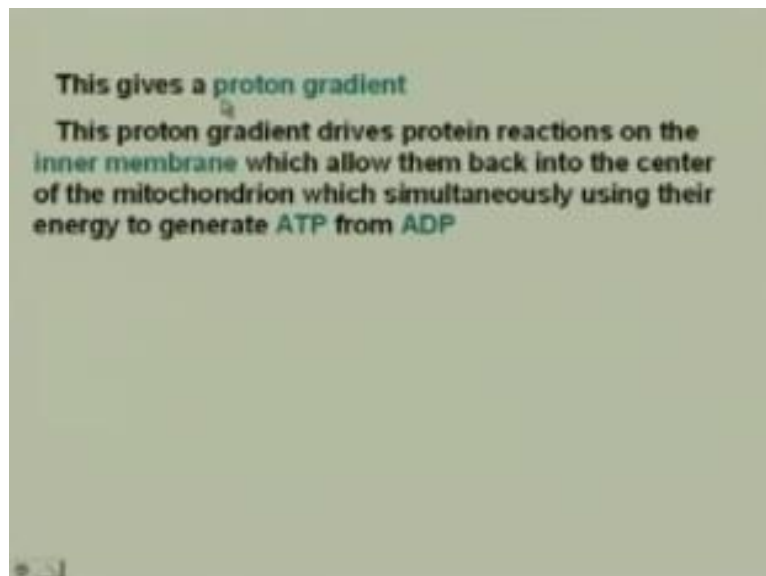 This gives a proton gradient
This proton gradient drives protein reactions on the
inner membrane which allow them back into the center
of the mitochondrion which simultaneously using their
energy to generate ATP from ADP